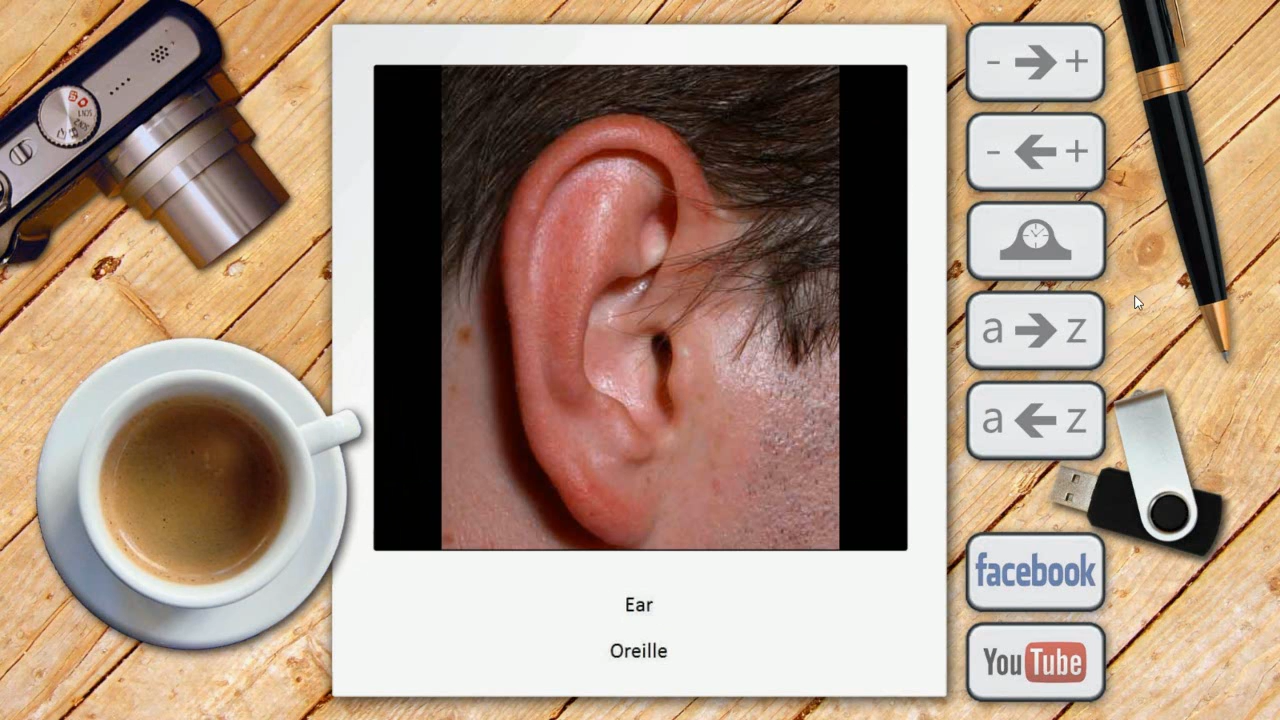 Ear
Oreille
- → +
- ← +
a → z
a ← z
facebook
YouTube